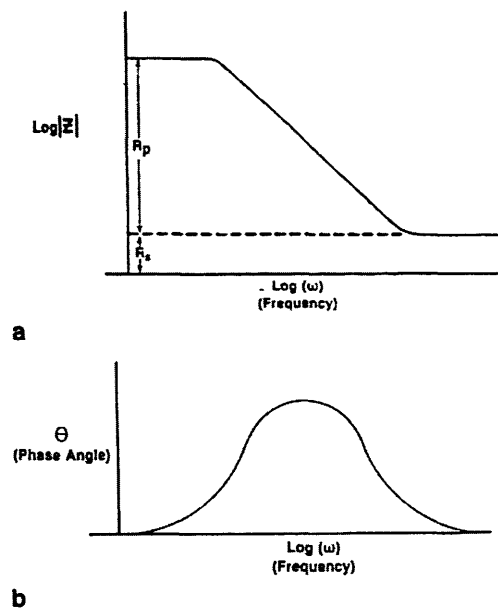 Log|Z|
Rp
Rs
Log (ω)
(Frequency)
a
Θ
(Phase Angle)
Log (ω)
(Frequency)
b